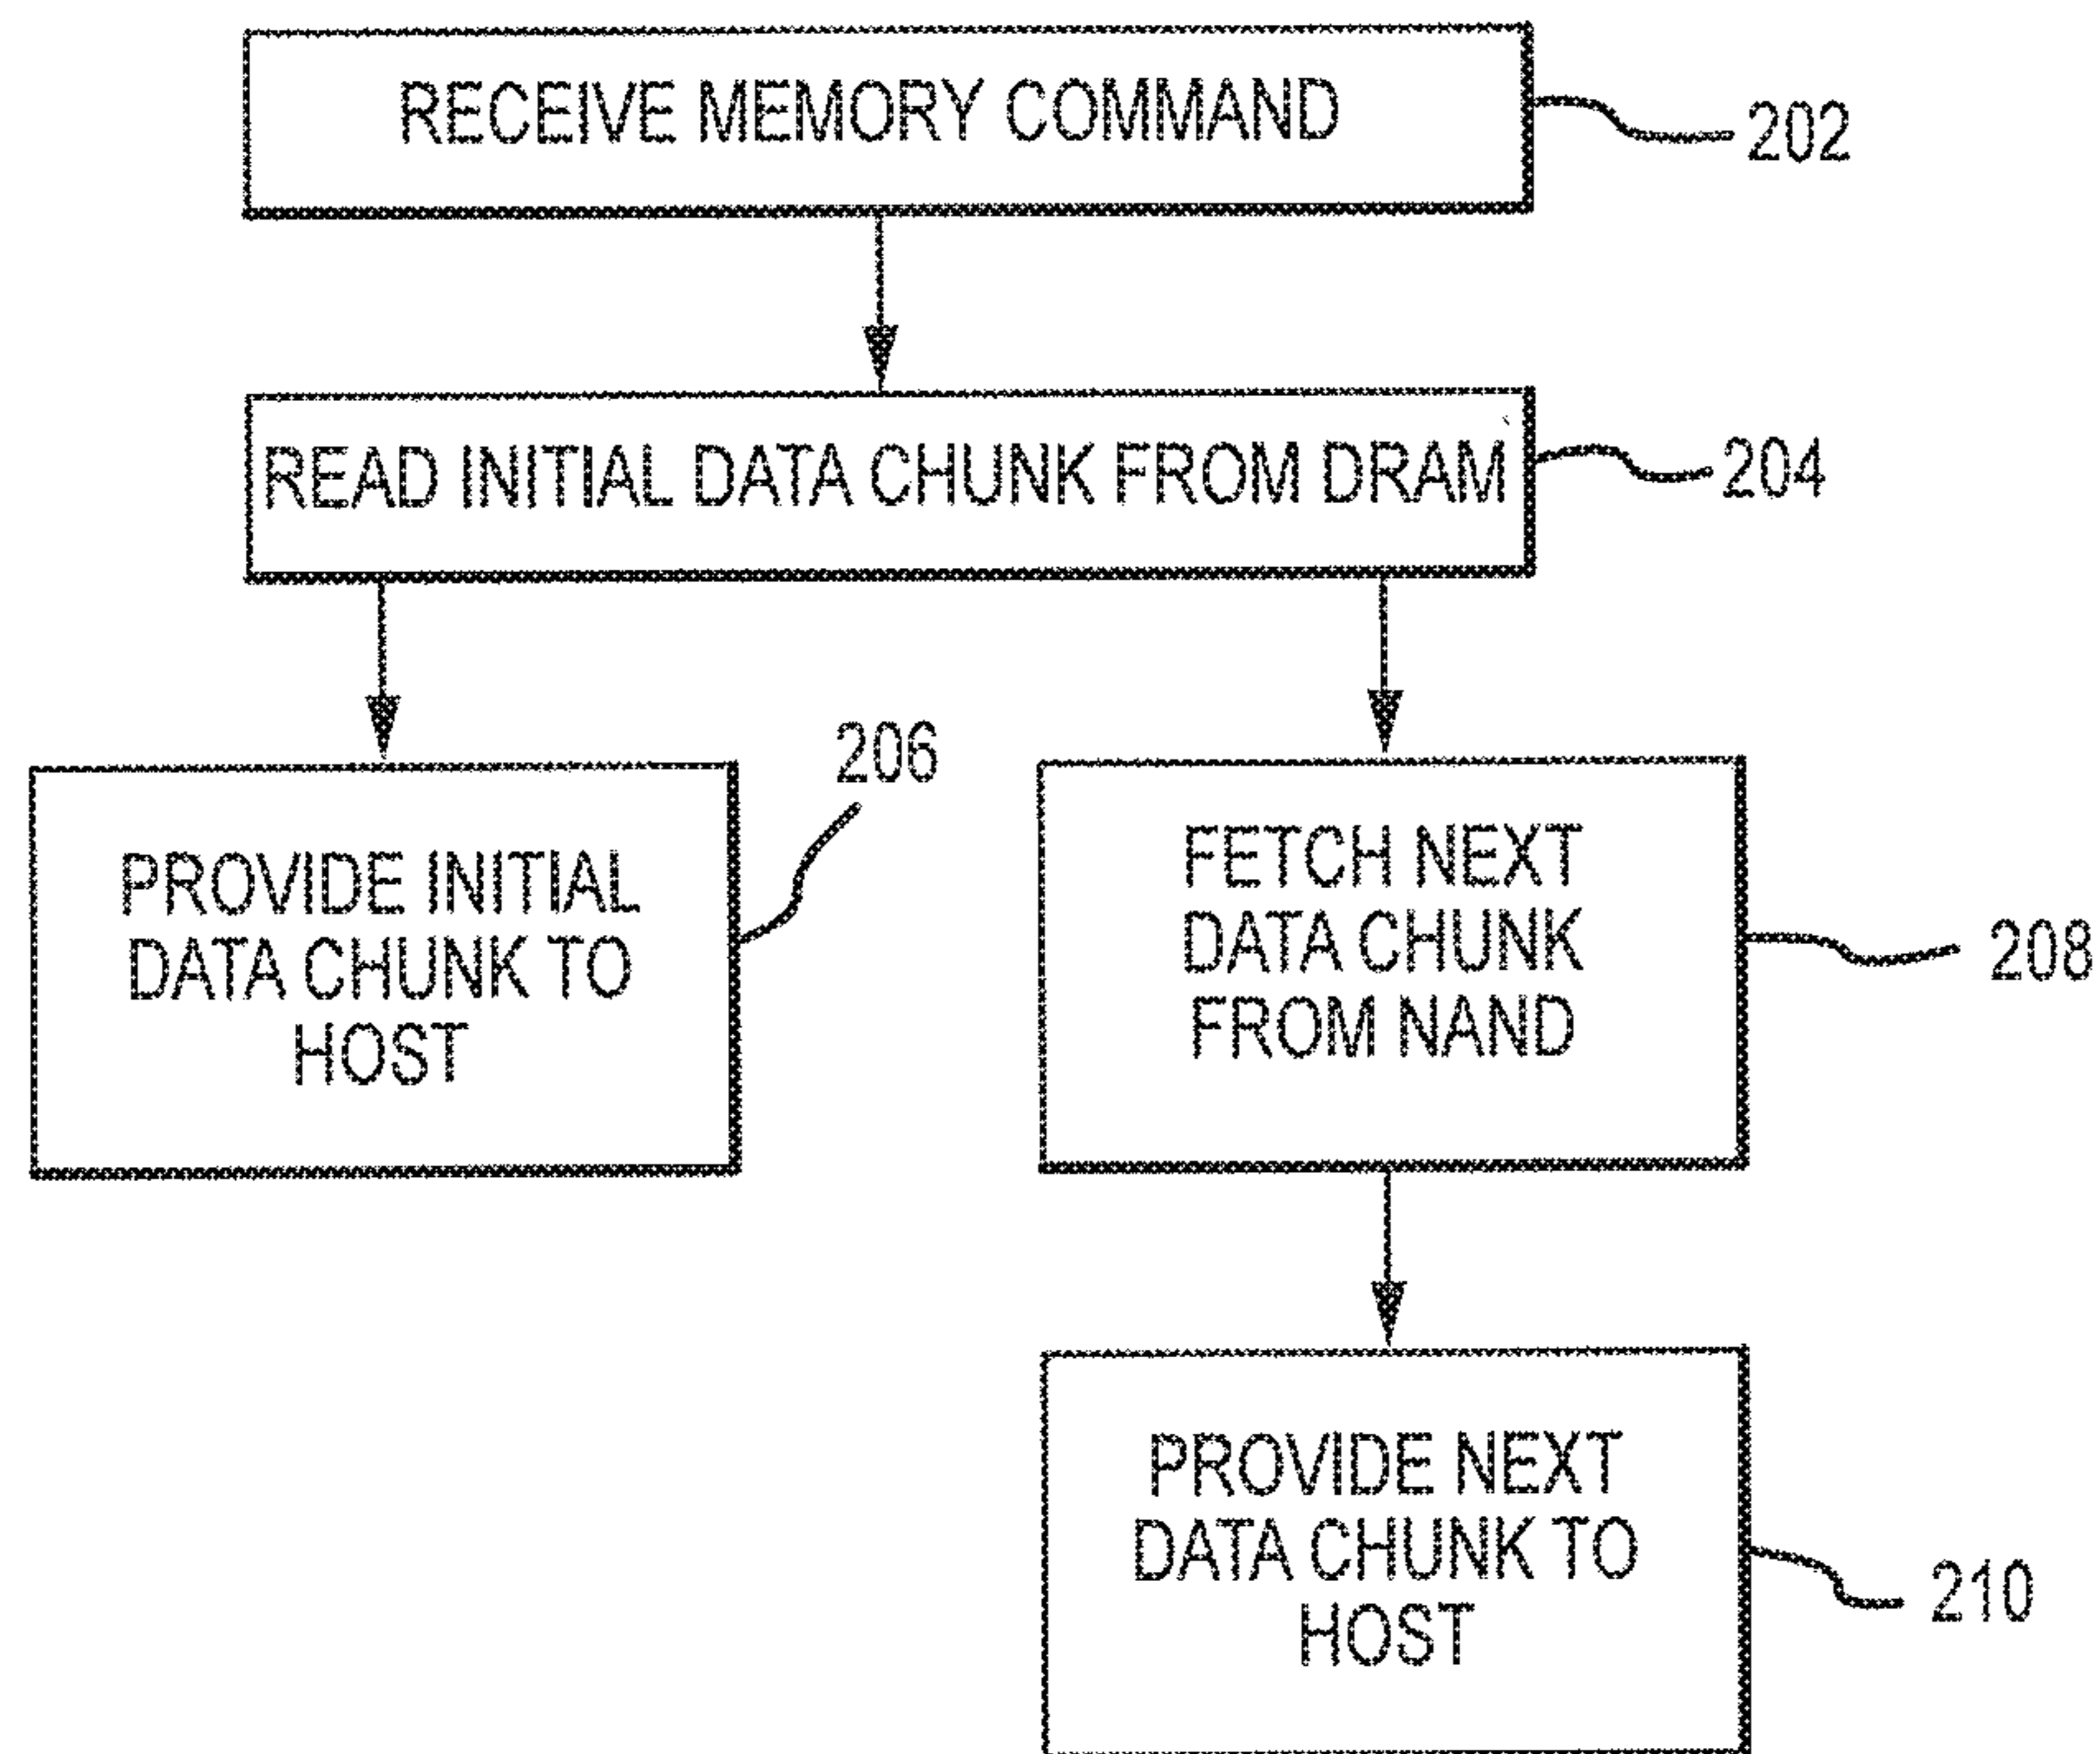 RECEIVE MEMORY COMMAND
202
READ INITIAL DATA CHUNK FROM DRAM
204
206
PROVIDE INITIAL
DATA CHUNK TO
HOST
FETCH NEXT
DATA CHUNK
FROM NAND
208
PROVIDE NEXT
DATA CHUNK TO
HOST
210